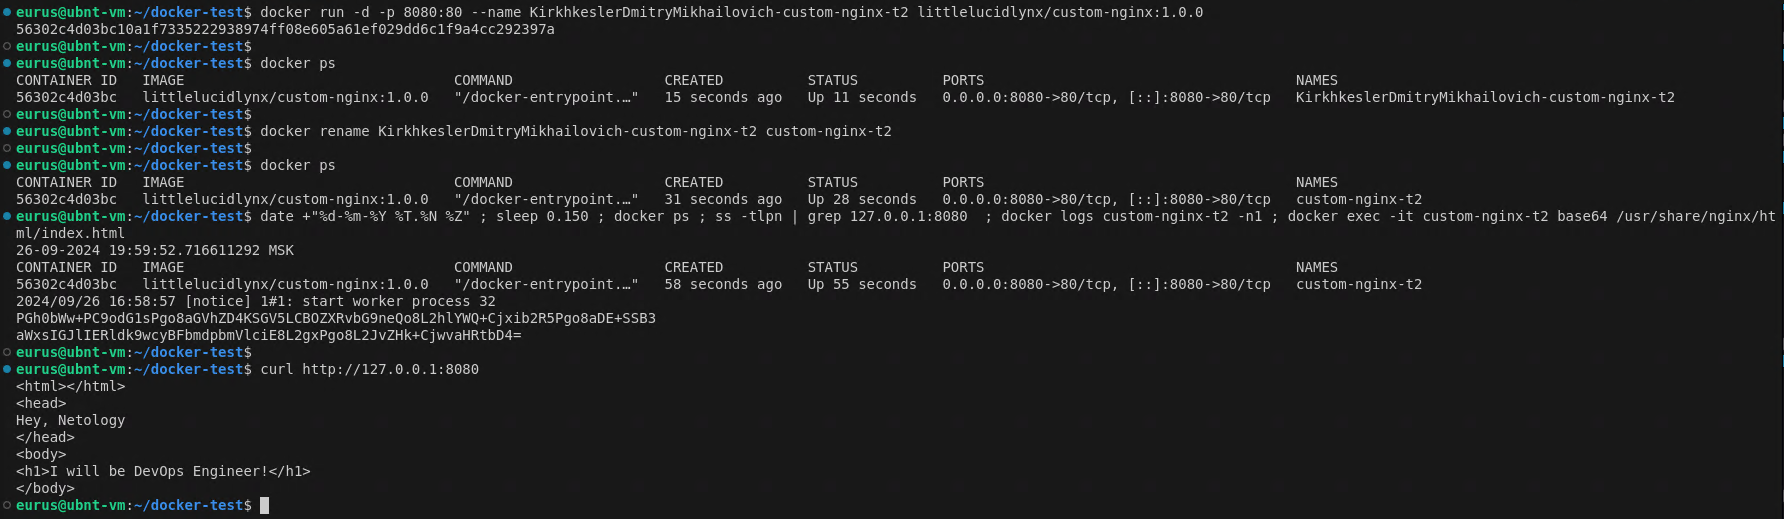 eurus@ubnt-vm:~/docker-test$ docker run -d -p 8080:80 --name KirkhkeslerDmitryMikhailovich-custom-nginx-t2 littlelucidlynx/custom-nginx:1.0.0
56302c4d03bc10a1f7335222938974ff08e605a61ef029dd6c1f9a4cc292397a
eurus@ubnt-vm:~/docker-test$
eurus@ubnt-vm:~/docker-test$ docker ps
CONTAINER ID   IMAGE                                COMMAND                  CREATED          STATUS          PORTS                                     NAMES
56302c4d03bc   littlelucidlynx/custom-nginx:1.0.0   "/docker-entrypoint.…"   15 seconds ago   Up 11 seconds   0.0.0.0:8080->80/tcp, [::]:8080->80/tcp   KirkhkeslerDmitryMikhailovich-custom-nginx-t2
eurus@ubnt-vm:~/docker-test$
eurus@ubnt-vm:~/docker-test$ docker rename KirkhkeslerDmitryMikhailovich-custom-nginx-t2 custom-nginx-t2
eurus@ubnt-vm:~/docker-test$
eurus@ubnt-vm:~/docker-test$ docker ps
CONTAINER ID   IMAGE                                COMMAND                  CREATED          STATUS          PORTS                                     NAMES
56302c4d03bc   littlelucidlynx/custom-nginx:1.0.0   "/docker-entrypoint.…"   31 seconds ago   Up 28 seconds   0.0.0.0:8080->80/tcp, [::]:8080->80/tcp   custom-nginx-t2
eurus@ubnt-vm:~/docker-test$ date +"%d-%m-%Y %T.%N %Z" ; sleep 0.150 ; docker ps ; ss -tlpn | grep 127.0.0.1:8080  ; docker logs custom-nginx-t2 -n1 ; docker exec -it custom-nginx-t2 base64 /usr/share/nginx/ht
ml/index.html
26-09-2024 19:59:52.716611292 MSK
CONTAINER ID   IMAGE                                COMMAND                  CREATED          STATUS          PORTS                                     NAMES
56302c4d03bc   littlelucidlynx/custom-nginx:1.0.0   "/docker-entrypoint.…"   58 seconds ago   Up 55 seconds   0.0.0.0:8080->80/tcp, [::]:8080->80/tcp   custom-nginx-t2
2024/09/26 16:58:57 [notice] 1#1: start worker process 32
PGh0bWw+PC9odG1sPgo8aGVhZD4KSGV5LCBOZXRvbG9neQo8L2hlYWQ+Cjxib2R5Pgo8aDE+SSB3
aWxsIGJlIERldk9wcyBFbmdpbmVlciE8L2gxPgo8L2JvZHk+CjwvaHRtbD4=
eurus@ubnt-vm:~/docker-test$
eurus@ubnt-vm:~/docker-test$ curl http://127.0.0.1:8080
<html></html>
<head>
Hey, Netology
</head>
<body>
<h1>I will be DevOps Engineer!</h1>
</body>
eurus@ubnt-vm:~/docker-test$